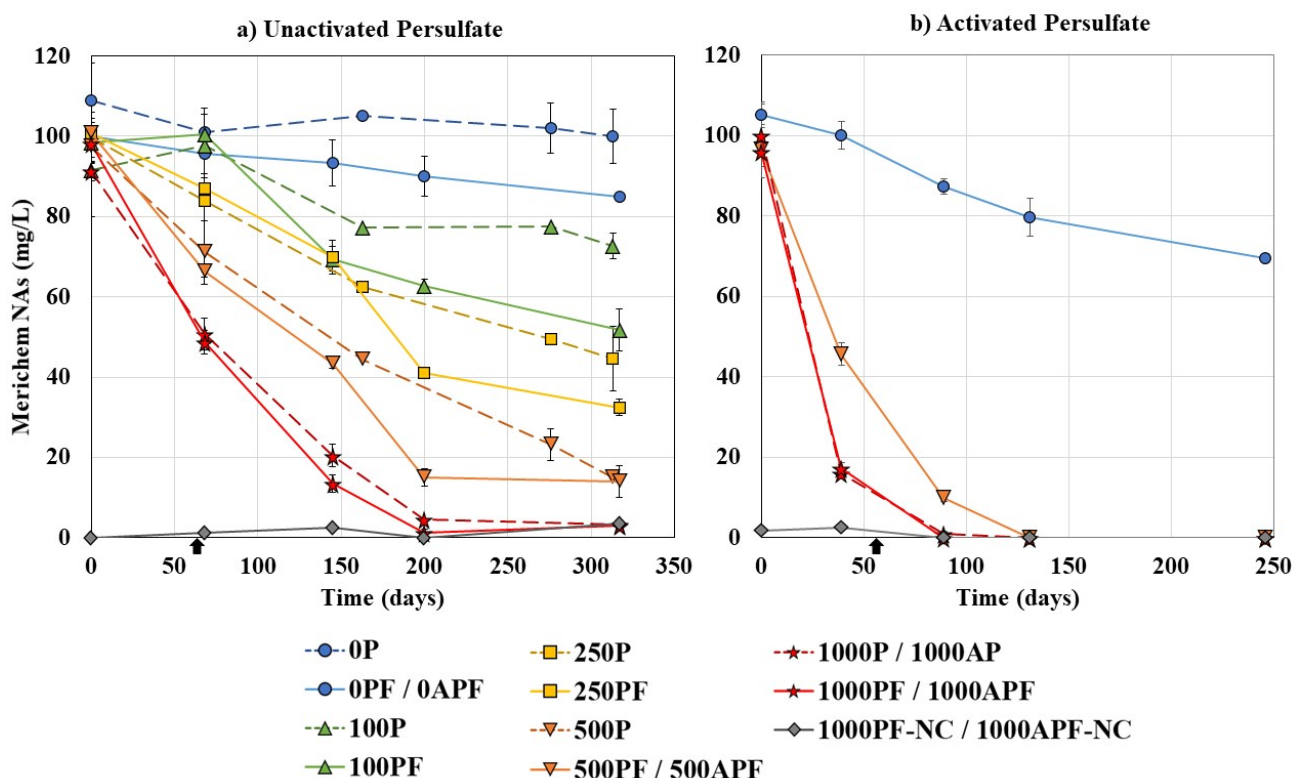 a) Unactivated Persulfate
b) Activated Persulfate
Merichem NAs (mg/L)
120
100
80
60
40
20
0
0 50 100 150 200 250 300 350
Time (days)
120
100
80
60
40
20
0
0 50 100 150 200 250
Time (days)
0P
0PF / 0APF
100P
100PF
250P
250PF
500P
500PF / 500APF
1000P / 1000AP
1000PF / 1000APF
1000PF-NC / 1000APF-NC